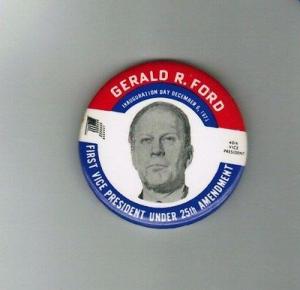 GERALD R. FORD
INAUGURATION DAY DECEMBER 6, 1973
40th
VICE
PRESIDENT
FIRST VICE PRESIDENT UNDER 25th AMENDMENT